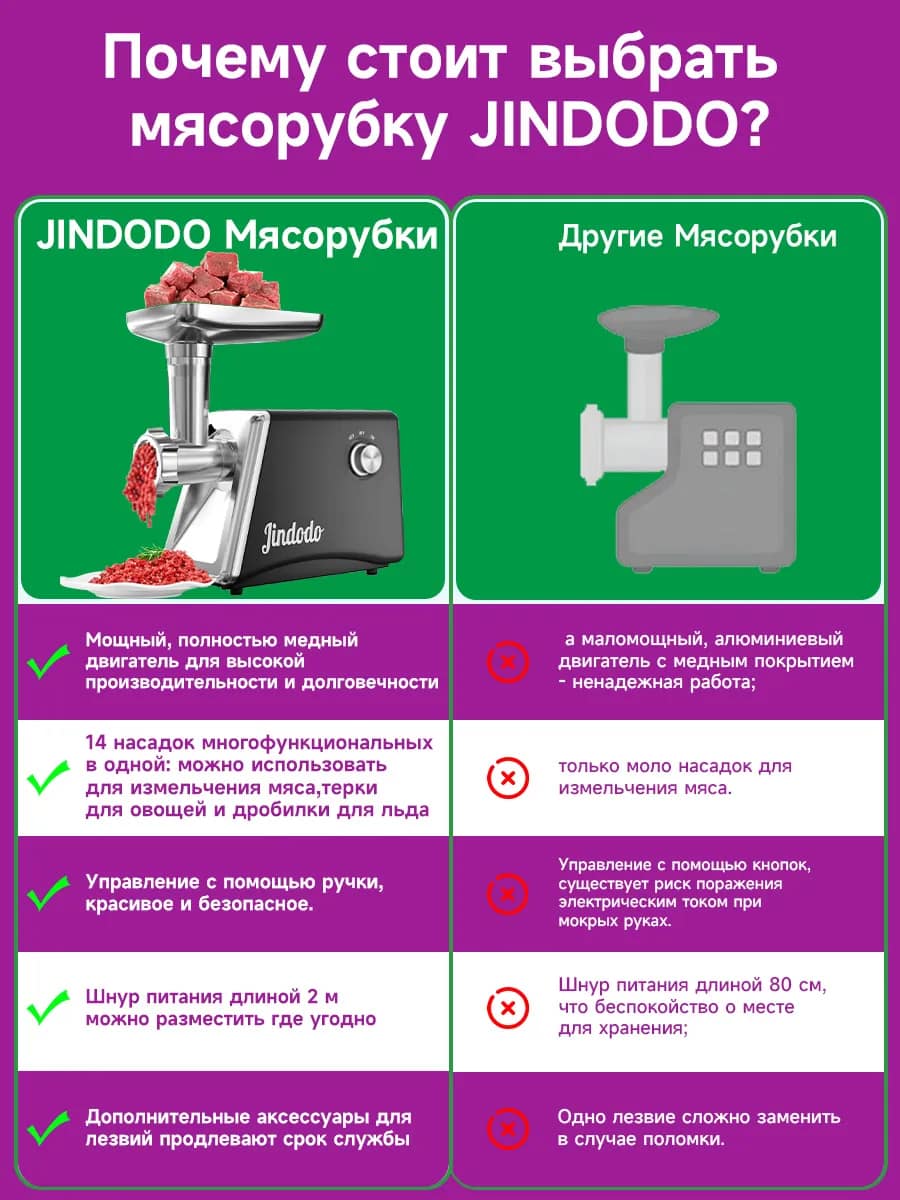 Почему стоит выбрать
мясорубку JINDODO?
JINDODO Мясорубки
Jindodo
Мощный, полностью медный
двигатель для высокой
производительности и долговечности
14 насадок многофункциональных
в одной: можно использовать
для измельчения мяса,терки
для овощей и дробилки для льда
Управление с помощью ручки,
красивое и безопасное.
Шнур питания длиной 2 м
можно разместить где угодно
Дополнительные аксессуары для
лезвий продлевают срок службы
Другие Мясорубки
а маломощный, алюминиевый
двигатель с медным покрытием
- ненадежная работа;
только моло насадок для
измельчения мяса.
Управление с помощью кнопок,
существует риск поражения
электрическим током при
мокрых руках.
Шнур питания длиной 80 см,
что беспокойство о месте
для хранения;
Одно лезвие сложно заменить
в случае поломки.